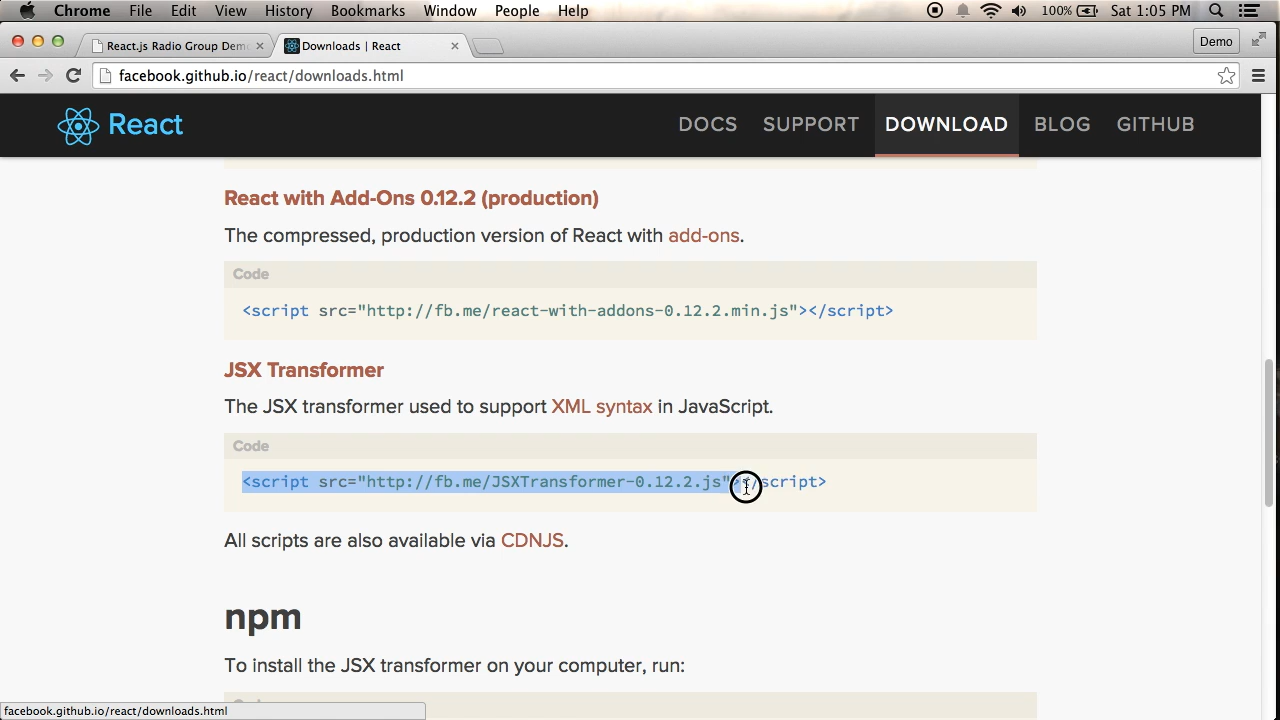 Chrome File Edit View History Bookmarks Window People Help 100% Sat 1:05 PM
React.js Radio Group Dem Downloads | React Demo
facebook.github.io/react/downloads.html
React DOCS SUPPORT DOWNLOAD BLOG GITHUB
React with Add-Ons 0.12.2 (production)
The compressed, production version of React with add-ons.
Code
<script src="http://fb.me/react-with-addons-0.12.2.min.js"></script>
JSX Transformer
The JSX transformer used to support XML syntax in JavaScript.
Code
<script src="http://fb.me/JSXTransformer-0.12.2.js"></script>
All scripts are also available via CDNJS.
npm
To install the JSX transformer on your computer, run:
facebook.github.io/react/downloads.html